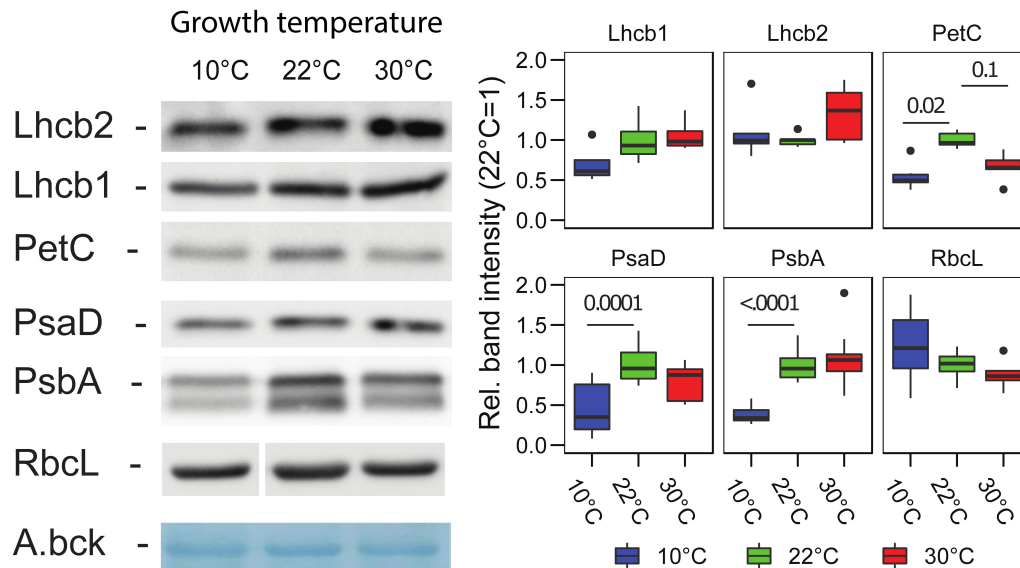 Growth temperature
10°C 22°C 30°C
Lhcb2 -
Lhcb1 -
PetC -
PsaD -
PsbA -
RbcL -
A.bck -
Rel. band intensity (22°C=1)
Lhcb1 Lhcb2 PetC
2.0
1.5
1.0
0.5
0.0
0.02 0.1
PsaD PsbA RbcL
2.0
1.5
1.0
0.5
0.0
0.0001 <.0001
10°C 22°C 30°C 10°C 22°C 30°C 10°C 22°C 30°C
10°C 22°C 30°C